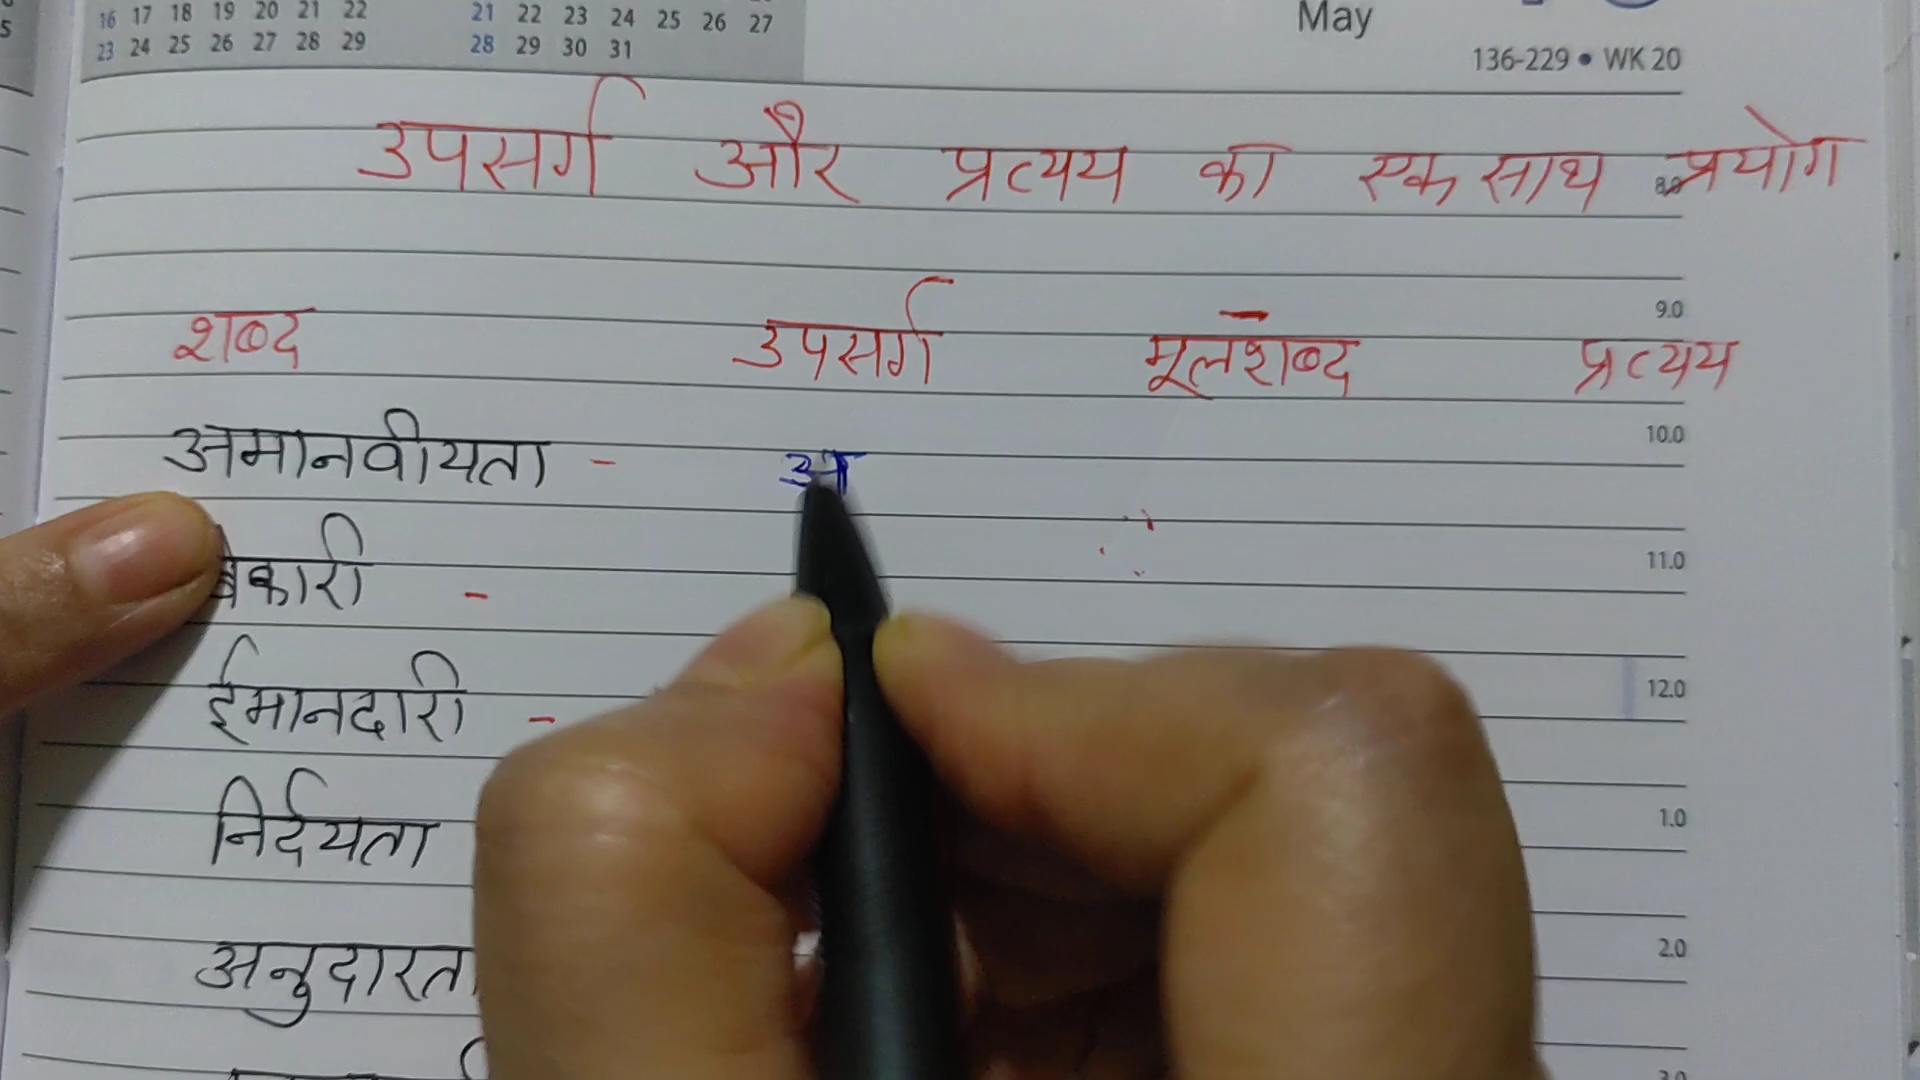 16 17 18 19 20 21 22 21 22 23 24 25 26 27
23 24 25 26 27 28 29 28 29 30 31
May
136-229 • WK 20
उपसर्ग और प्रत्यय का एक साथ प्रयोग
9.0
शब्द उपसर्ग मूलशब्द प्रत्यय
10.0
अमानवीयता - अ
11.0
बेकारी -
12.0
ईमानदारी -
1.0
निर्दयता
2.0
अनुदारता